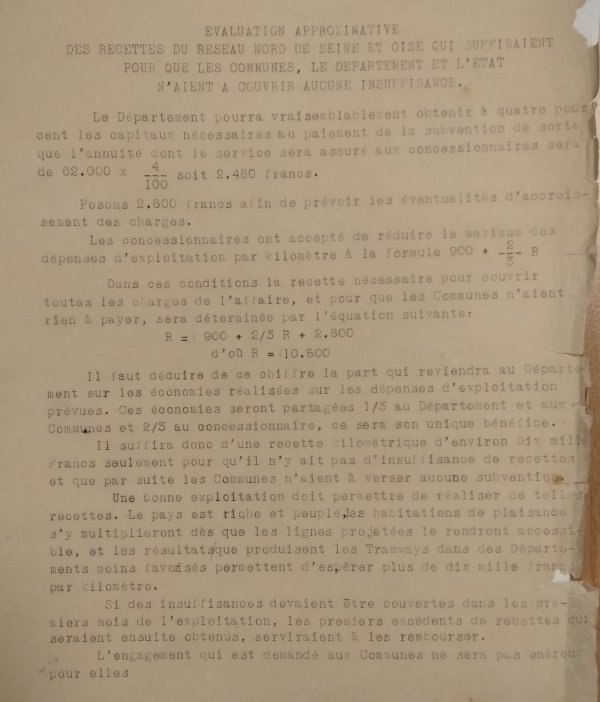 EVALUATION APPROXIMATIVE
DES RECETTES DU RESEAU NORD DE SEINE ET OISE QUI SUFFIRAIENT
POUR QUE LES COMMUNES, LE DEPARTEMENT ET L'ETAT
N'AIENT A COUVRIR AUCUNE INSUFFISANCE.
Le Département pourra vraisemblablement obtenir à quatre pour
cent les capitaux nécessaires au paiement de la subvention de sorte
que l'annuité dont le service sera assuré aux concessionnaires sera
de 62.000 x 4/100 soit 2.480 francs.
Posons 2.600 francs afin de prévoir les éventualités d'accrois-
sement des charges.
Les concessionnaires ont accepté de réduire le maximum des
dépenses d'exploitation par kilomètre à la formule 900 + 2/3 R
Dans ces conditions la recette nécessaire pour couvrir
toutes les charges de l'affaire, et pour que les Communes n'aient
rien à payer, sera déterminée par l'équation suivante:
R = 900 + 2/3 R + 2.600
d'où R = 10.500
Il faut déduire de ce chiffre la part qui reviendra au Départe
ment sur les économies réalisées sur les dépenses d'exploitation
prévues. Ces économies seront partagées 1/3 au Département et aux
Communes et 2/3 au concessionnaire, ce sera son unique bénéfice.
Il suffira donc d'une recette kilométrique d'environ Dix mille
Francs seulement pour qu'il n'y ait pas d'insuffisance de recettes
et que par suite les Communes n'aient à verser aucune subvention.
Une bonne exploitation doit permettre de réaliser de telles
recettes. Le pays est riche et peuplé, les habitations de plaisance
s'y multiplieront dès que les lignes projetées le rendront accessi-
ble, et les résultats que produisent les Tramways dans des Départe-
ments moins favorisés permettent d'espérer plus de dix mille francs
par kilomètre.
Si des insuffisances devaient être couvertes dans les pre-
miers mois de l'exploitation, les premiers excédents de recettes qui
seraient ensuite obtenus, serviraient à les rembourser.
L'engagement qui est demandé aux Communes ne sera pas onéreu
pour elles